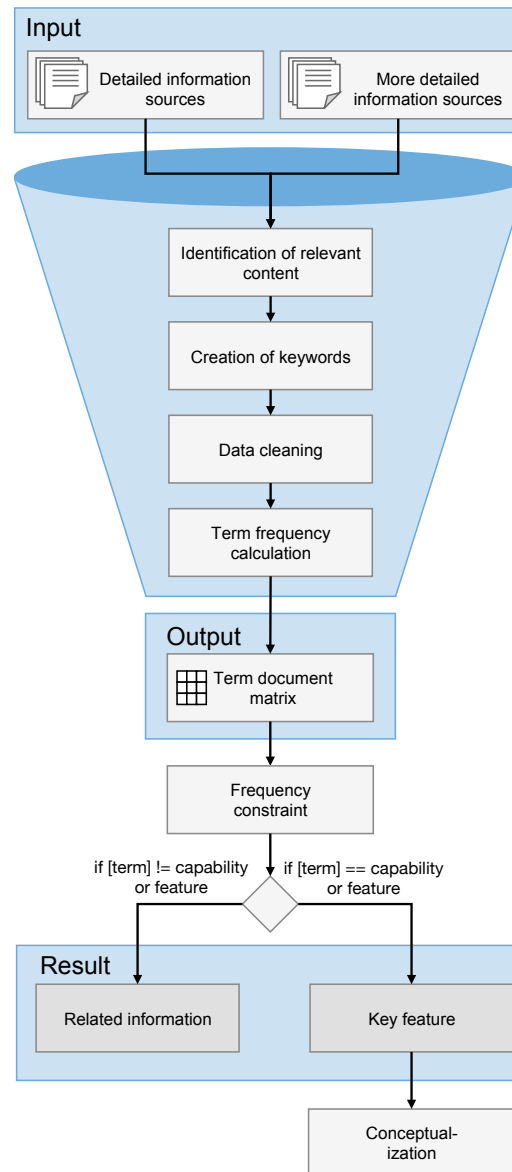 Input
Detailed information
sources
More detailed
information sources
Identification of relevant
content
Creation of keywords
Data cleaning
Term frequency
calculation
Output
Term document
matrix
Frequency
constraint
if [term] != capability
or feature
if [term] == capability
or feature
Result
Related information
Key feature
Conceptual-
ization